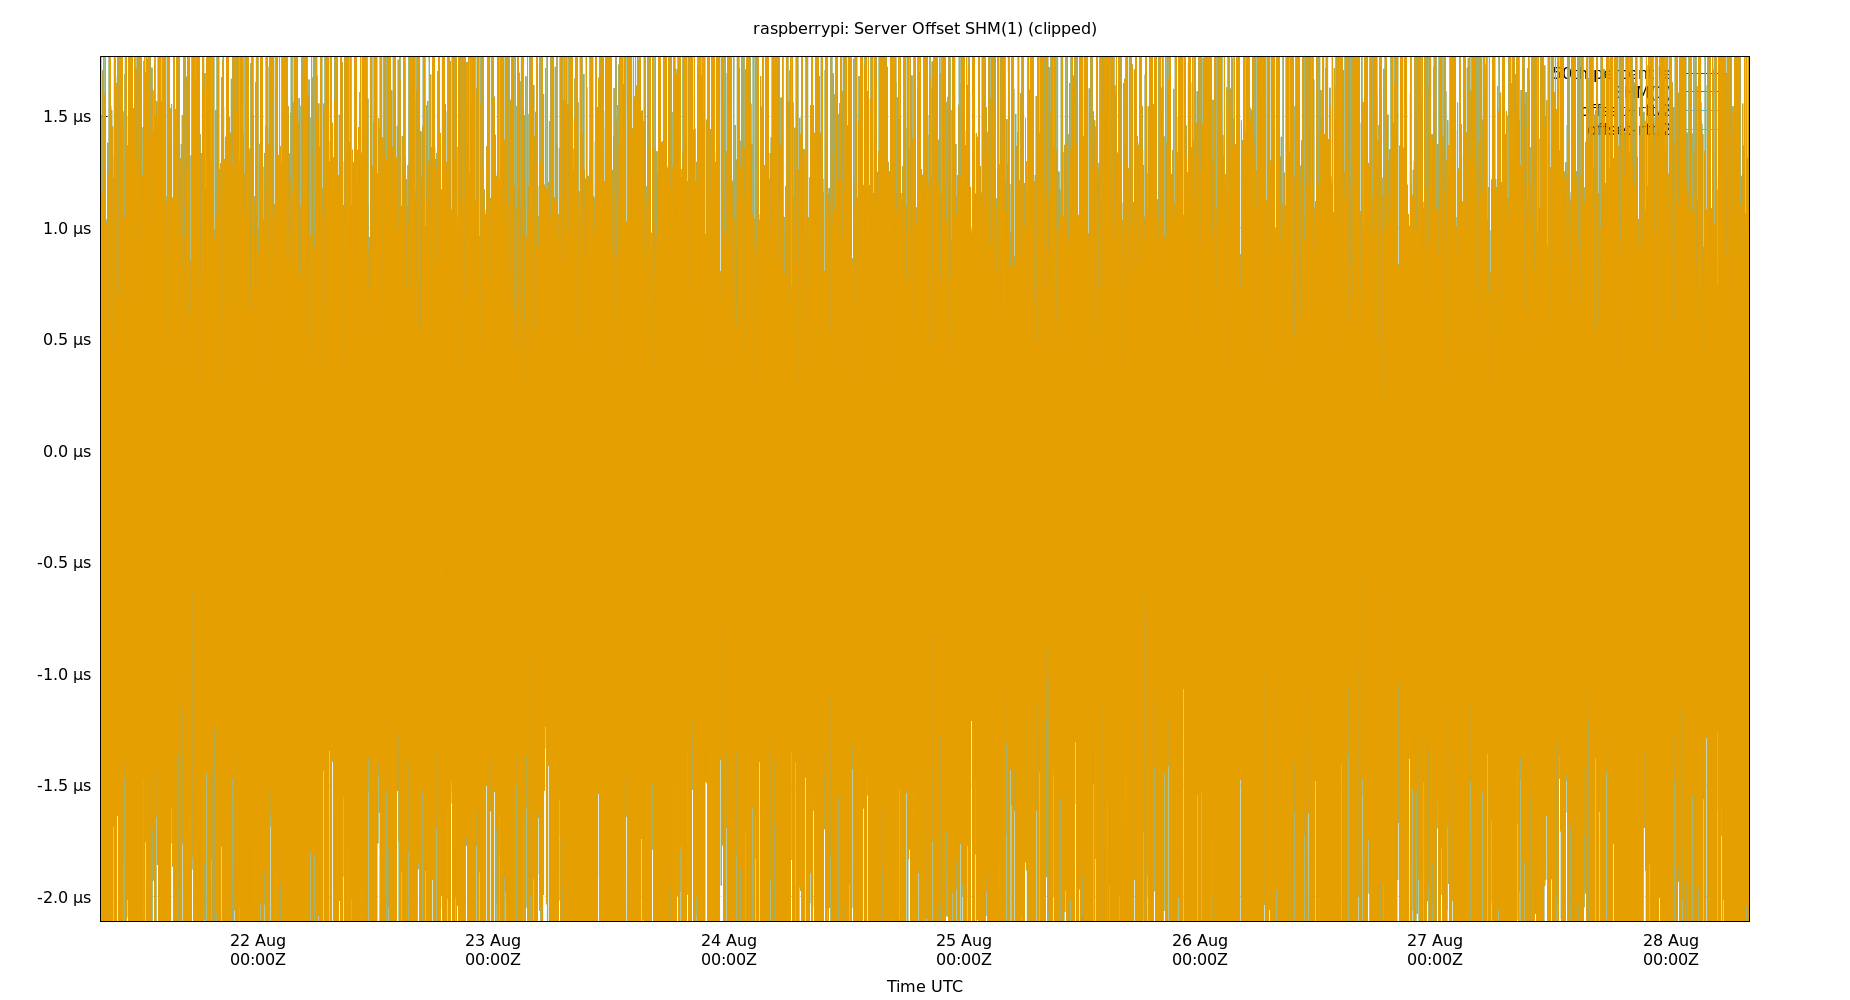 raspberrypi: Server Offset SHM(1) (clipped)
1.5 µs
1.0 µs
0.5 µs
0.0 µs
-0.5 µs
-1.0 µs
-1.5 µs
-2.0 µs
22 Aug 23 Aug 24 Aug 25 Aug 26 Aug 27 Aug 28 Aug
00:00Z 00:00Z 00:00Z 00:00Z 00:00Z 00:00Z 00:00Z
Time UTC